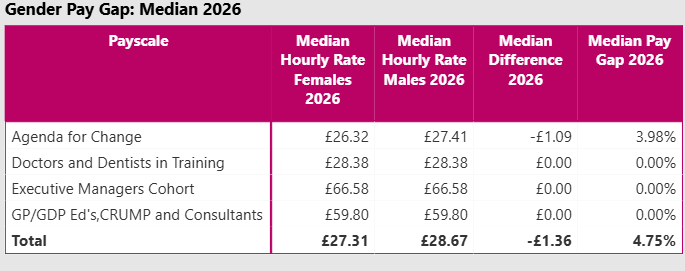 Gender Pay Gap: Median 2026
Payscale Median Hourly Rate Females 2026 Median Hourly Rate Males 2026 Median Difference 2026 Median Pay Gap 2026
Agenda for Change £26.32 £27.41 -£1.09 3.98%
Doctors and Dentists in Training £28.38 £28.38 £0.00 0.00%
Executive Managers Cohort £66.58 £66.58 £0.00 0.00%
GP/GDP Ed's,CRUMP and Consultants £59.80 £59.80 £0.00 0.00%
Total £27.31 £28.67 -£1.36 4.75%